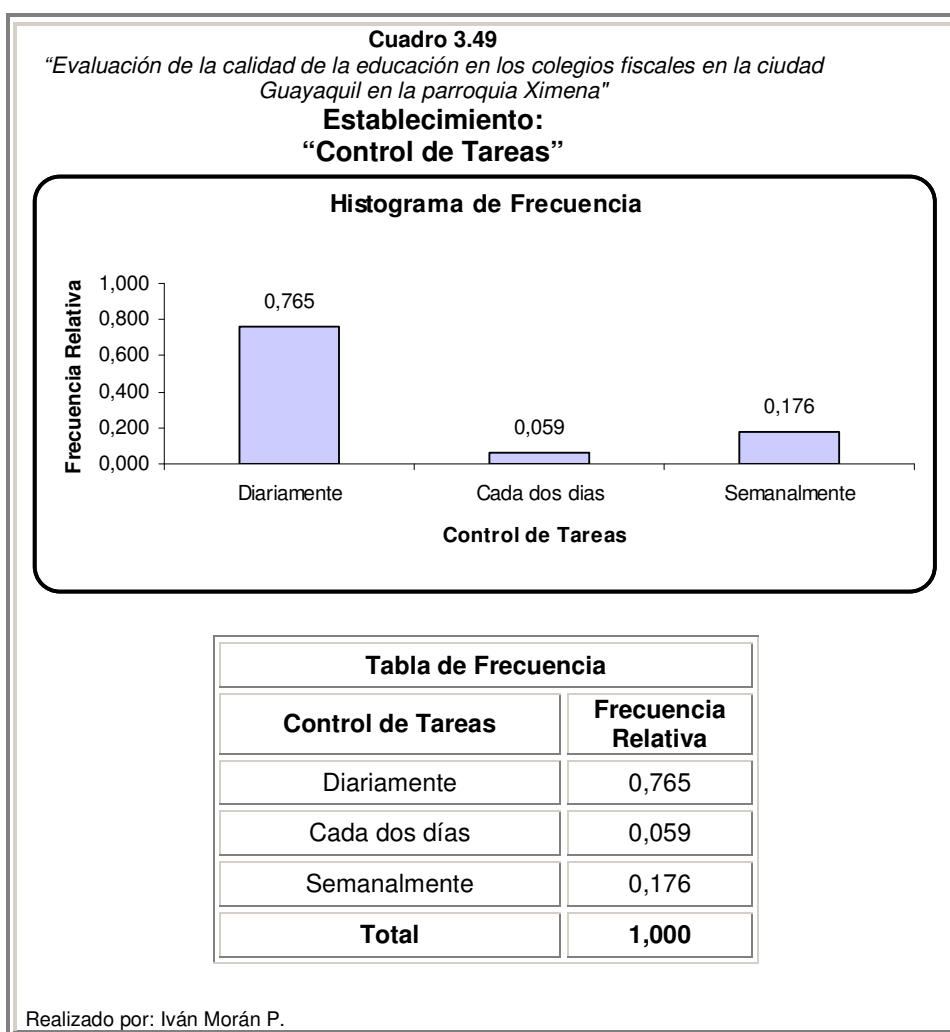 Cuadro 3.49
“Evaluación de la calidad de la educación en los colegios fiscales en la ciudad
Guayaquil en la parroquia Ximena"
Establecimiento:
“Control de Tareas”
Histograma de Frecuencia
Frecuencia Relativa
1,000
0,800
0,600
0,400
0,200
0,000
0,765
0,059
0,176
Diariamente
Cada dos dias
Semanalmente
Control de Tareas
Tabla de Frecuencia
Control de Tareas
Frecuencia
Relativa
Diariamente 0,765
Cada dos días 0,059
Semanalmente 0,176
Total 1,000
Realizado por: Iván Morán P.